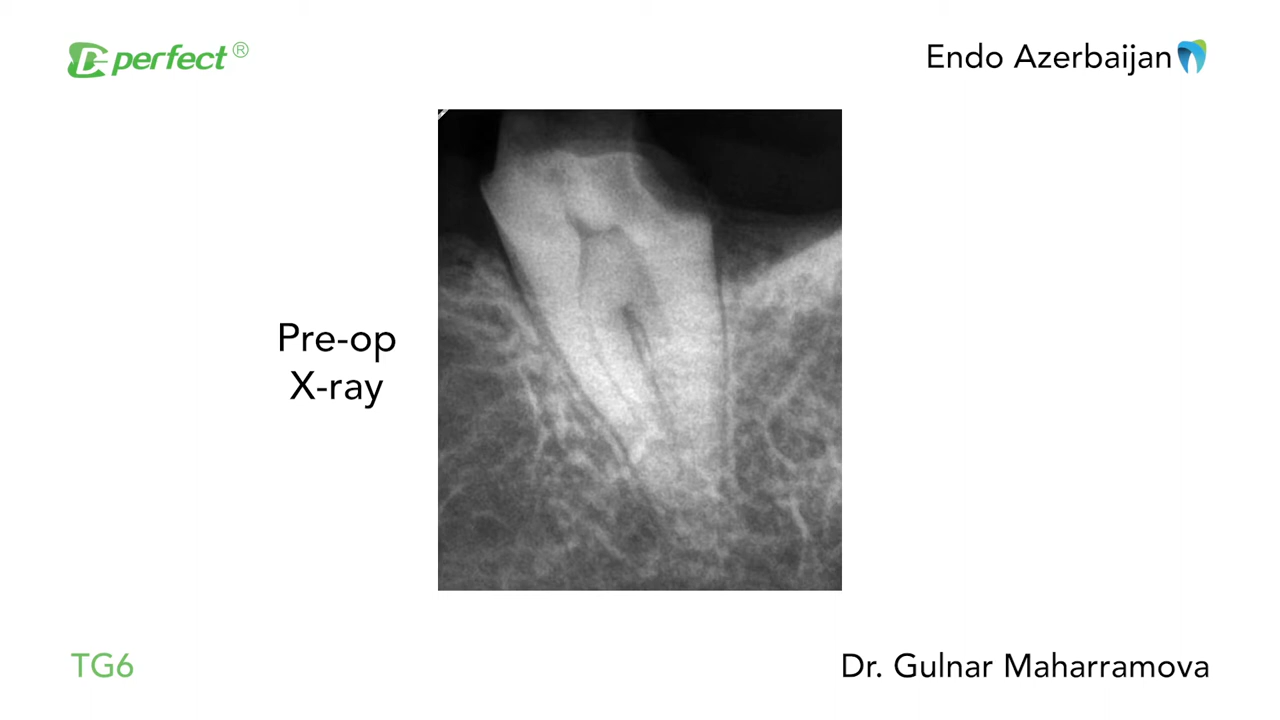 perfect®
Endo Azerbaijan
Pre-op
X-ray
TG6
Dr. Gulnar Maharramova